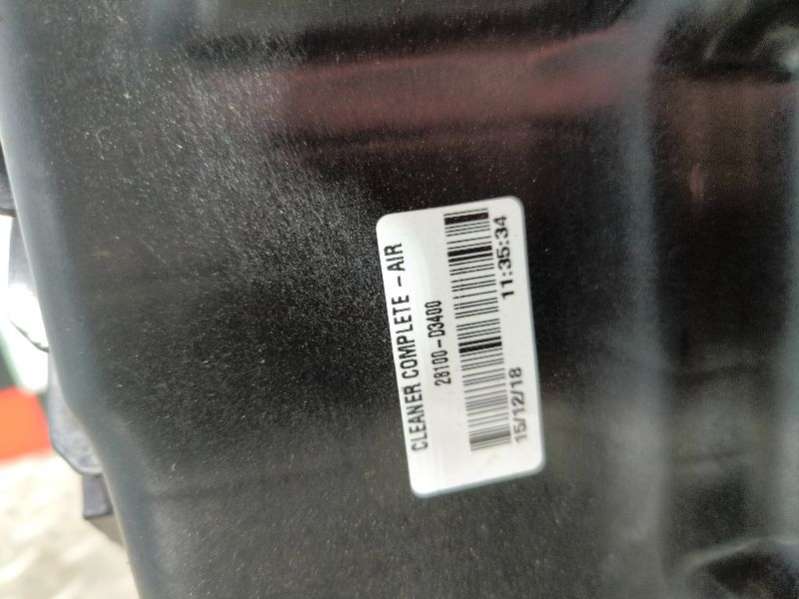 CLEANER COMPLETE -AIR
28100-D3400
15/12/18 11:35:34